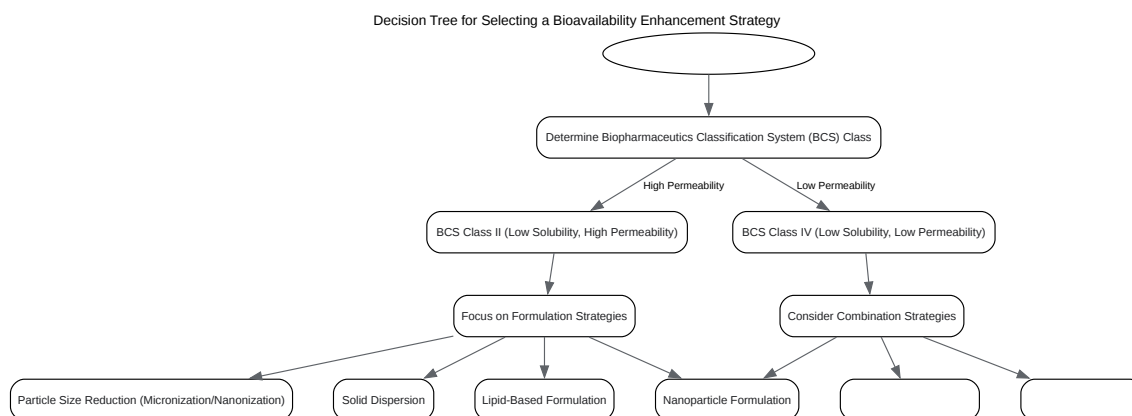 Decision Tree for Selecting a Bioavailability Enhancement Strategy
Determine Biopharmaceutics Classification System (BCS) Class
High Permeability
Low Permeability
BCS Class II (Low Solubility, High Permeability)
BCS Class IV (Low Solubility, Low Permeability)
Focus on Formulation Strategies
Consider Combination Strategies
Particle Size Reduction (Micronization/Nanonization)
Solid Dispersion
Lipid-Based Formulation
Nanoparticle Formulation